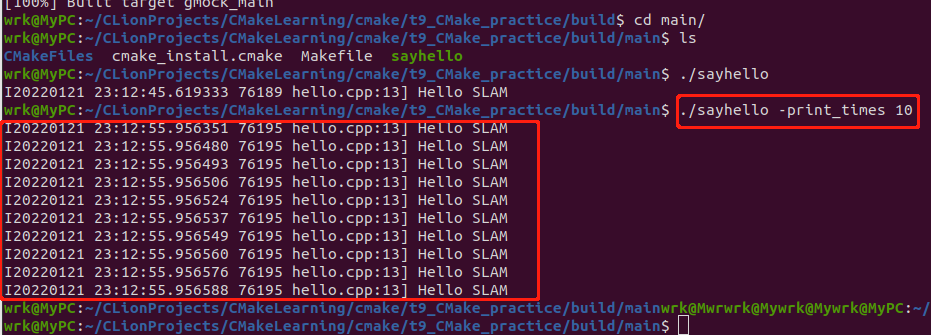 [100%] Built target gmock_main
wrk@MyPC:~/CLionProjects/CMakeLearning/cmake/t9_CMake_practice/build$ cd main/
wrk@MyPC:~/CLionProjects/CMakeLearning/cmake/t9_CMake_practice/build/main$ ls
CMakeFiles  cmake_install.cmake  Makefile  sayhello
wrk@MyPC:~/CLionProjects/CMakeLearning/cmake/t9_CMake_practice/build/main$ ./sayhello
I20220121 23:12:45.619333 76189 hello.cpp:13] Hello SLAM
wrk@MyPC:~/CLionProjects/CMakeLearning/cmake/t9_CMake_practice/build/main$ ./sayhello -print_times 10
I20220121 23:12:55.956351 76195 hello.cpp:13] Hello SLAM
I20220121 23:12:55.956480 76195 hello.cpp:13] Hello SLAM
I20220121 23:12:55.956493 76195 hello.cpp:13] Hello SLAM
I20220121 23:12:55.956506 76195 hello.cpp:13] Hello SLAM
I20220121 23:12:55.956524 76195 hello.cpp:13] Hello SLAM
I20220121 23:12:55.956537 76195 hello.cpp:13] Hello SLAM
I20220121 23:12:55.956549 76195 hello.cpp:13] Hello SLAM
I20220121 23:12:55.956560 76195 hello.cpp:13] Hello SLAM
I20220121 23:12:55.956576 76195 hello.cpp:13] Hello SLAM
I20220121 23:12:55.956588 76195 hello.cpp:13] Hello SLAM
wrk@MyPC:~/CLionProjects/CMakeLearning/cmake/t9_CMake_practice/build/mainwrk@Mwrwrk@Mywrk@Mywrk@MyPC:~/
wrk@MyPC:~/CLionProjects/CMakeLearning/cmake/t9_CMake_practice/build/main$